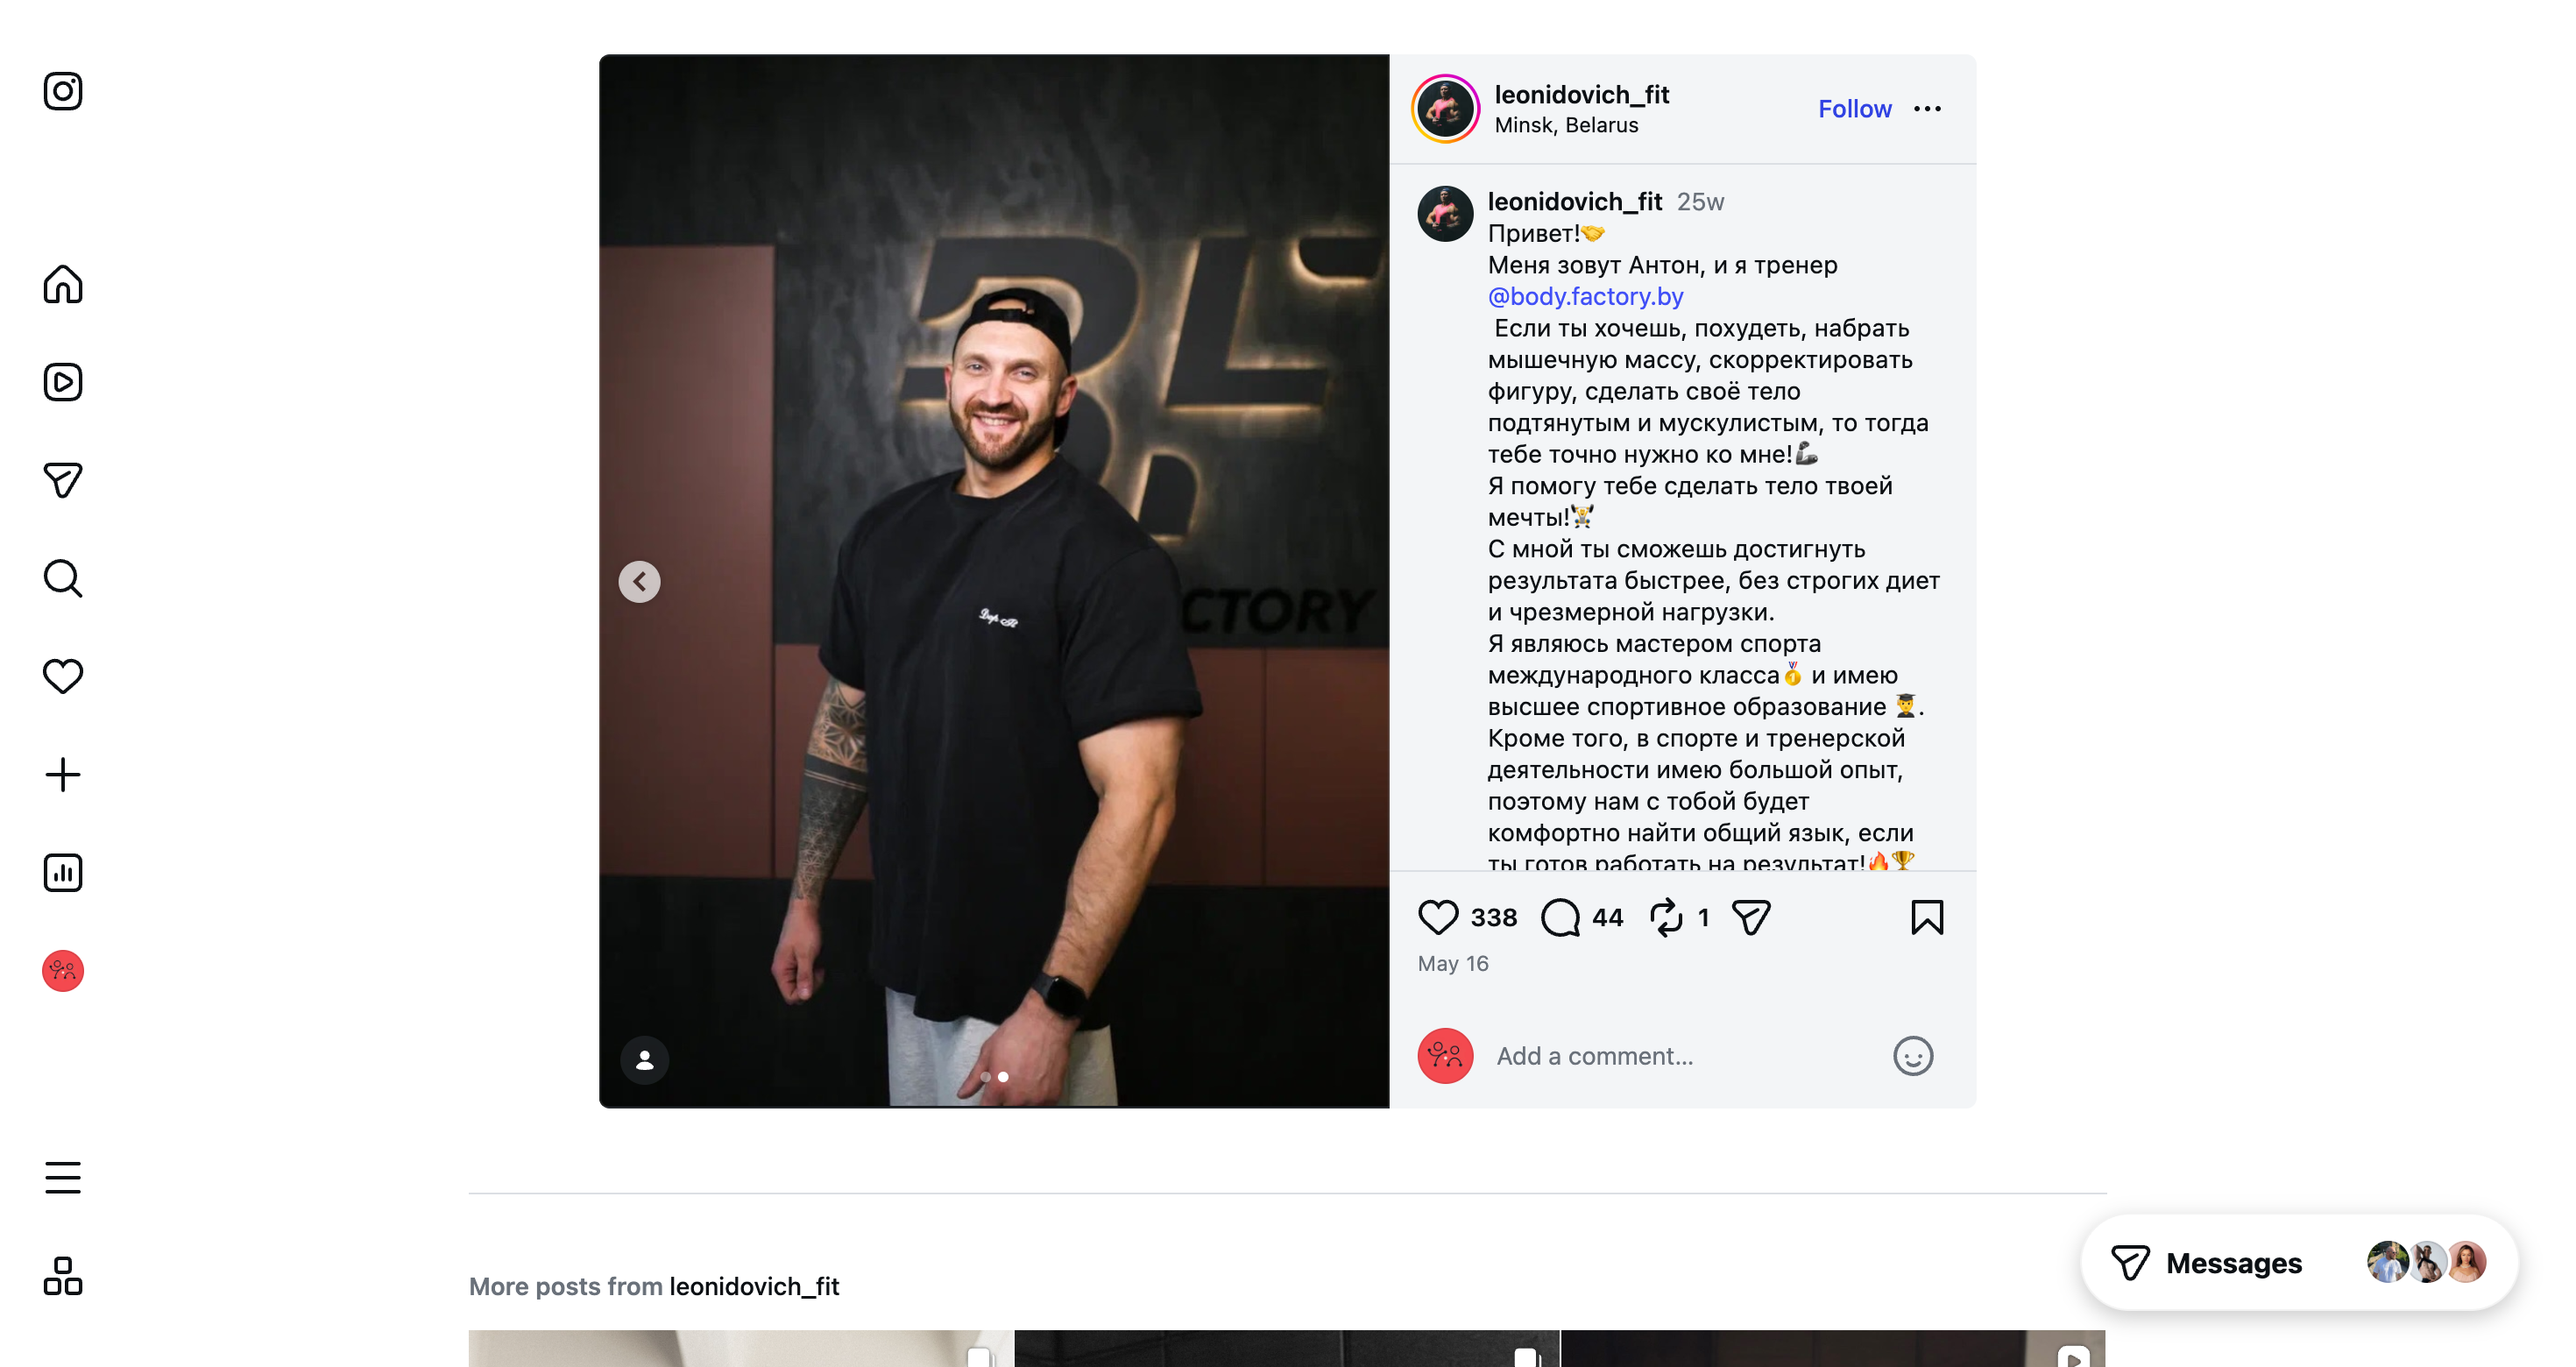 leonidovich_fit
Minsk, Belarus
Follow
leonidovich_fit 25w
Привет!🤝
Меня зовут Антон, и я тренер
@body.factory.by
Если ты хочешь, похудеть, набрать
мышечную массу, скорректировать
фигуру, сделать своё тело
подтянутым и мускулистым, то тогда
тебе точно нужно ко мне!🦾
Я помогу тебе сделать тело твоей
мечты!🏋️
С мной ты сможешь достигнуть
результата быстрее, без строгих диет
и чрезмерной нагрузки.
Я являюсь мастером спорта
международного класса🥇 и имею
высшее спортивное образование 👨‍🎓.
Кроме того, в спорте и тренерской
деятельности имею большой опыт,
поэтому нам с тобой будет
комфортно найти общий язык, если
ты готов работать на результат!🔥🏆
338 44 1
May 16
Add a comment...
CTORY
More posts from leonidovich_fit
Messages